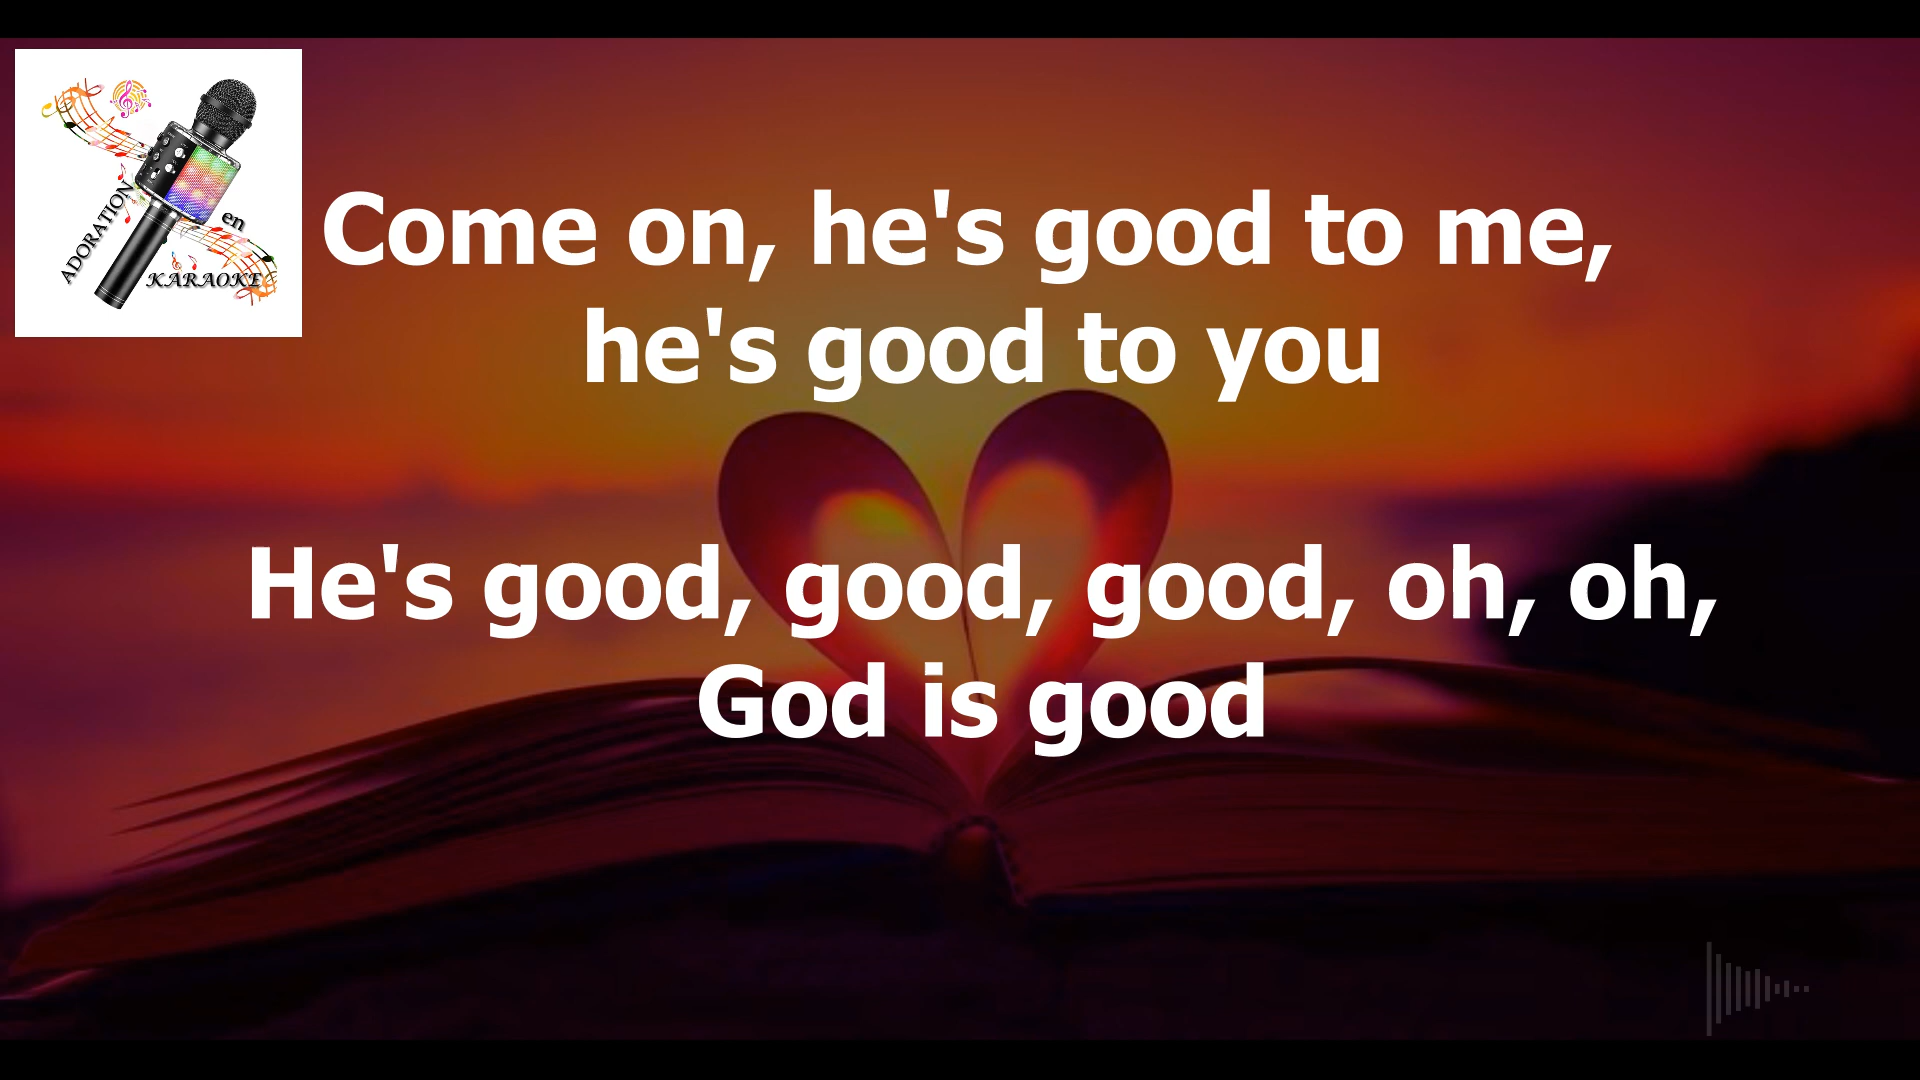 ADORATION
en
KARAOKE
Come on, he's good to me,
he's good to you
He's good, good, good, oh, oh,
God is good